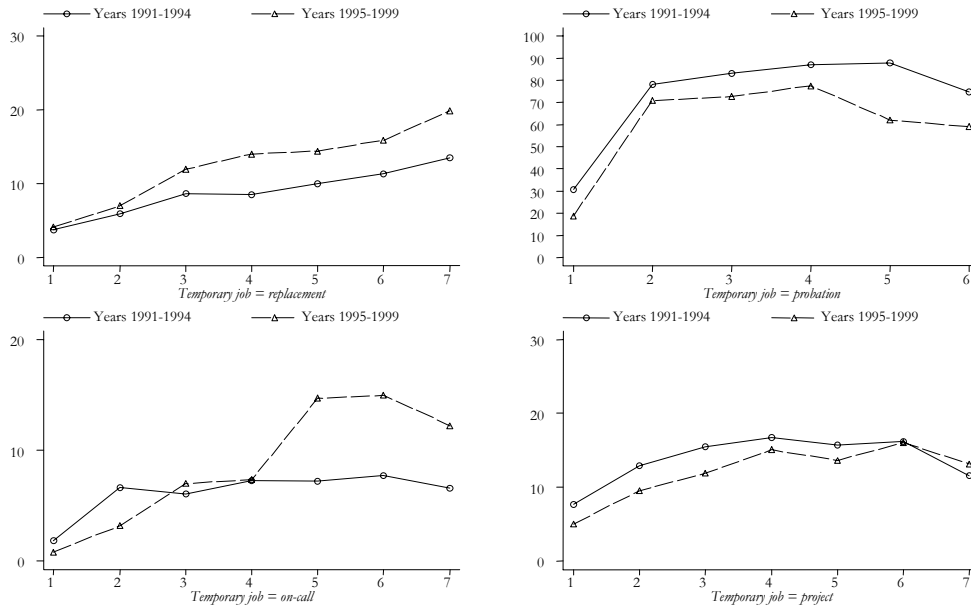 Years 1991-1994 Years 1995-1999
30
20
10
0
1 2 3 4 5 6 7
Temporary job = replacement
Years 1991-1994 Years 1995-1999
100
90
80
70
60
50
40
30
20
10
0
1 2 3 4 5 6
Temporary job = probation
Years 1991-1994 Years 1995-1999
20
10
0
1 2 3 4 5 6 7
Temporary job = on-call
Years 1991-1994 Years 1995-1999
30
20
10
0
1 2 3 4 5 6 7
Temporary job = project